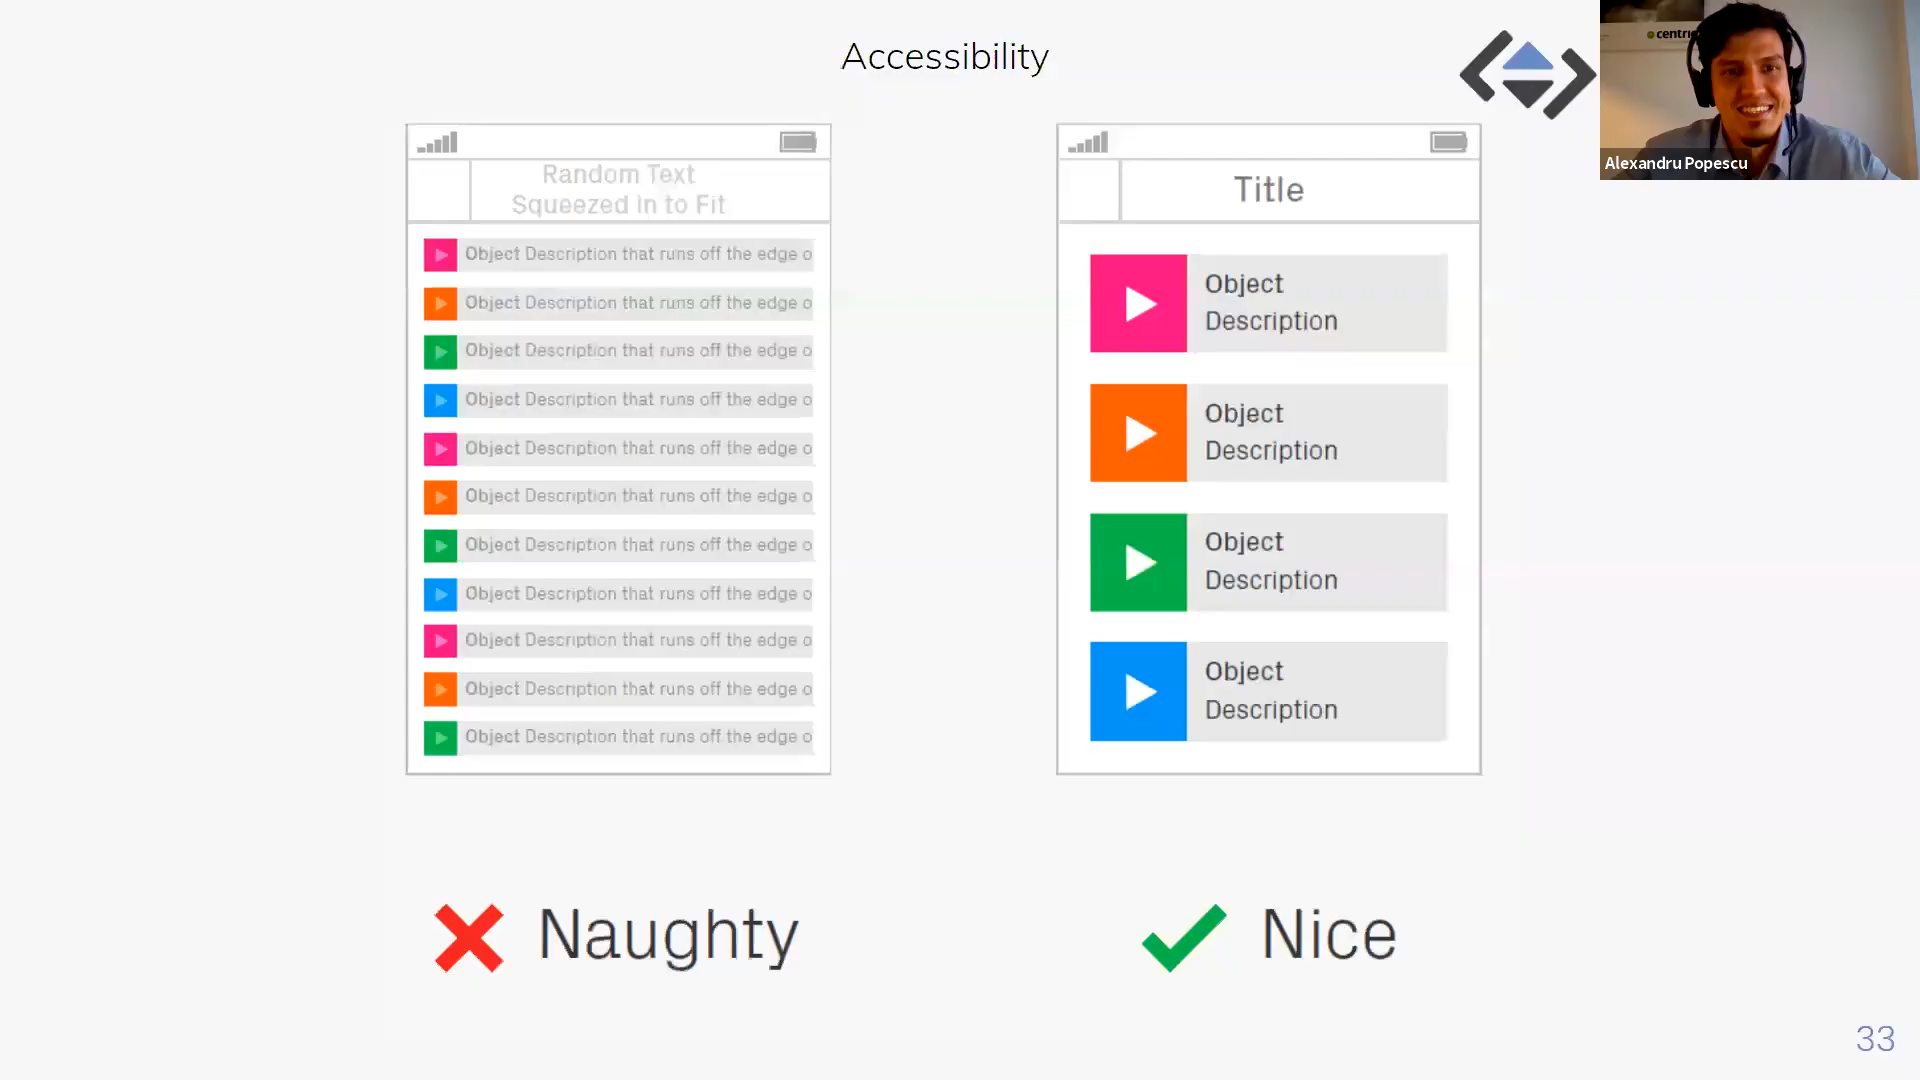 Accessibility
centric
Alexandru Popescu
Random Text
Squeezed in to Fit
Object Description that runs off the edge o
Object Description that runs off the edge o
Object Description that runs off the edge o
Object Description that runs off the edge o
Object Description that runs off the edge o
Object Description that runs off the edge o
Object Description that runs off the edge o
Object Description that runs off the edge o
Object Description that runs off the edge o
Object Description that runs off the edge o
Object Description that runs off the edge o
Title
Object
Description
Object
Description
Object
Description
Object
Description
Naughty
Nice
33